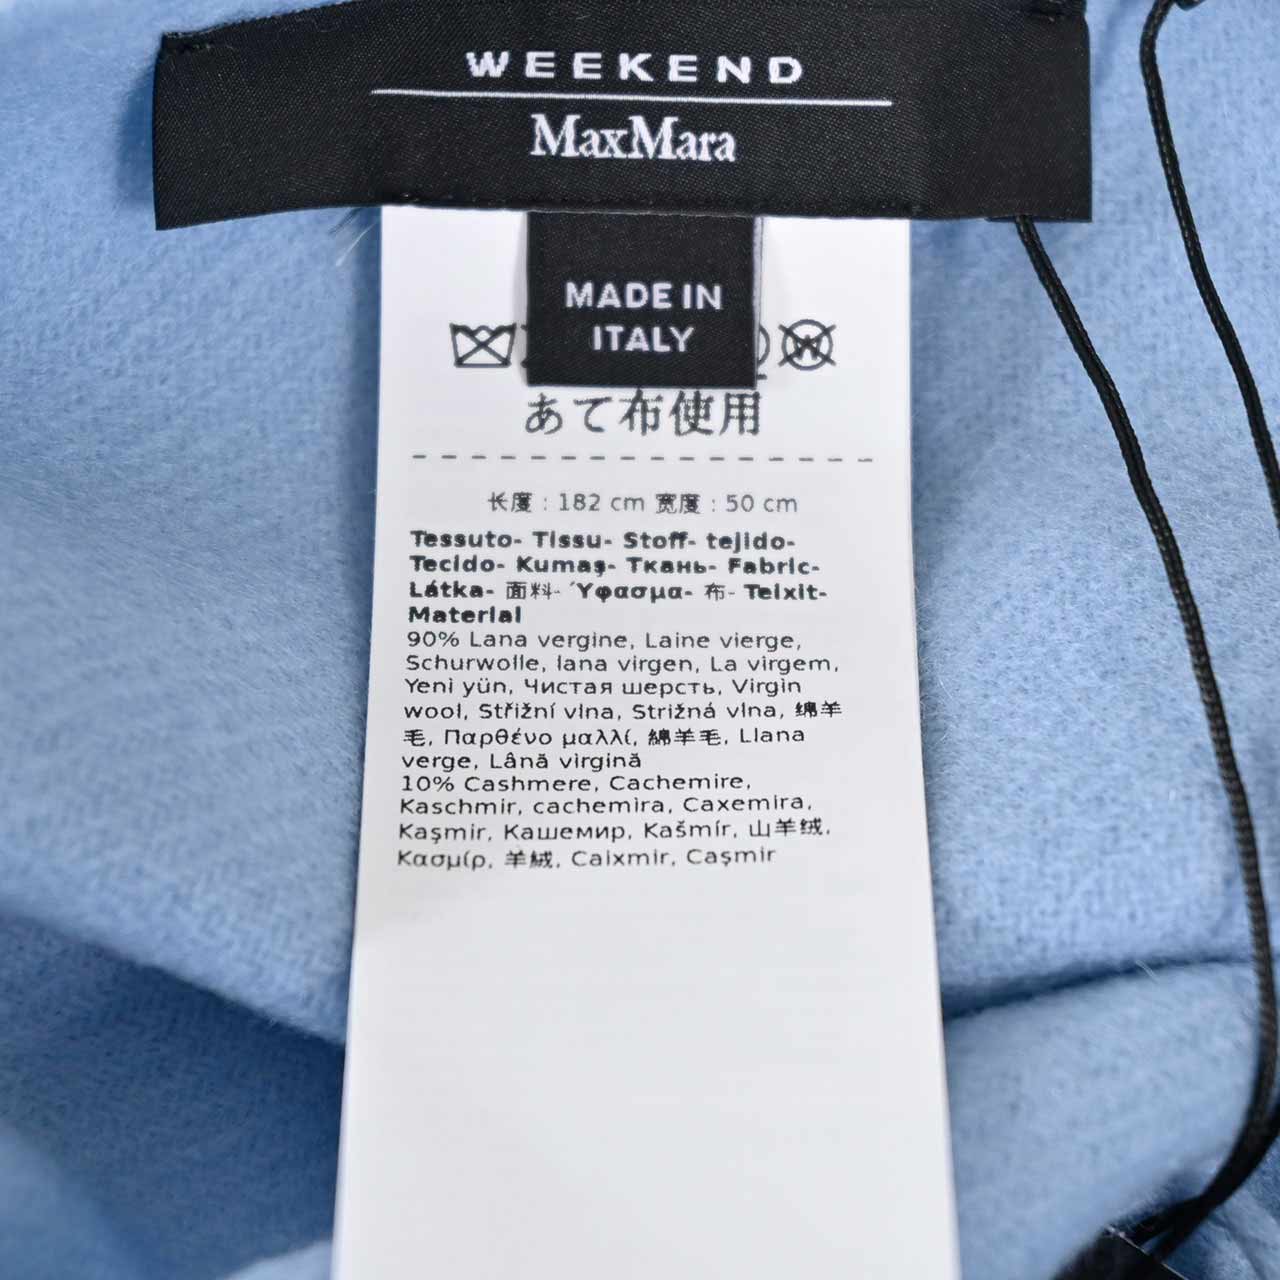 WEEKEND
MaxMara
MADE IN
ITALY
W
あて布使用
长度 : 182 cm 宽度 : 50 cm
Tessuto- Tissu- Stoff- tejido-
Tecido- Kumaş- Ткань- Fabric-
Látka- 面料- Ύφασμα- 布- Teixit-
Material
90% Lana vergine, Laine vierge,
Schurwolle, lana virgen, La virgem,
Yeni yün, Чистая шерсть, Virgin
wool, Střižní vlna, Strižná vlna, 绵羊
毛, Παρθένο μαλλί, 綿羊毛, Llana
verge, Lână virgină
10% Cashmere, Cachemire,
Kaschmir, cachemira, Caxemira,
Kaşmir, Кашемир, Kašmír, 山羊绒,
Κασμίρ, 羊絨, Caixmir, Caşmir